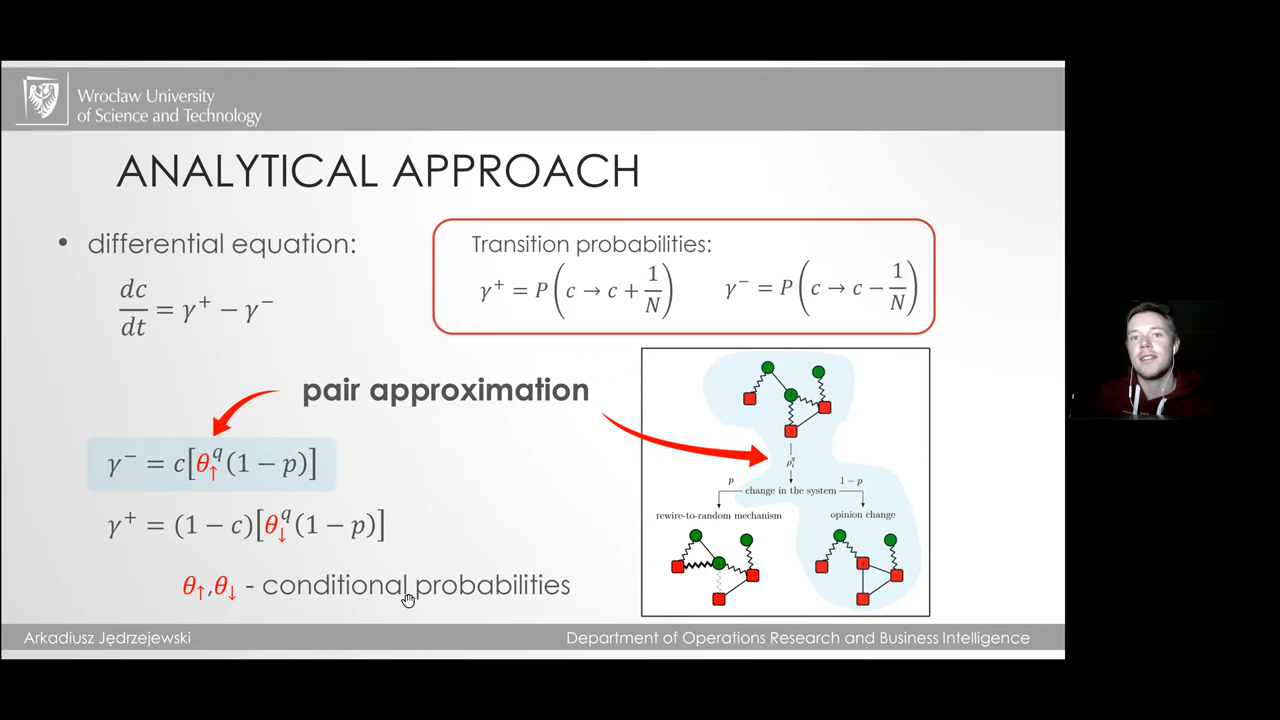 Wrocław University
of Science and Technology
ANALYTICAL APPROACH
• differential equation:
dc/dt = γ⁺ − γ⁻
Transition probabilities:
γ⁺ = P(c → c + 1/N)
γ⁻ = P(c → c − 1/N)
pair approximation
γ⁻ = c[θ↑^q(1 − p)]
γ⁺ = (1 − c)[θ↓^q(1 − p)]
θ↑,θ↓ - conditional probabilities
p
change in the system
1−p
rewire-to-random mechanism
opinion change
Arkadiusz Jędrzejewski
Department of Operations Research and Business Intelligence